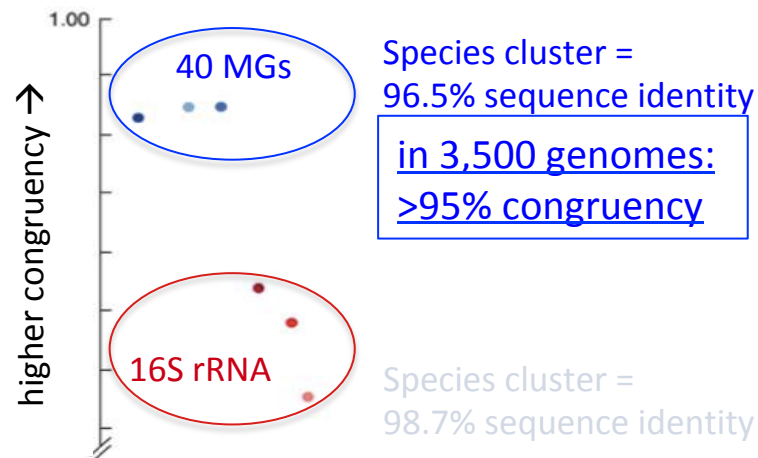 1.00
higher congruency →
40 MGs
Species cluster =
96.5% sequence identity
in 3,500 genomes:
>95% congruency
16S rRNA
Species cluster =
98.7% sequence identity